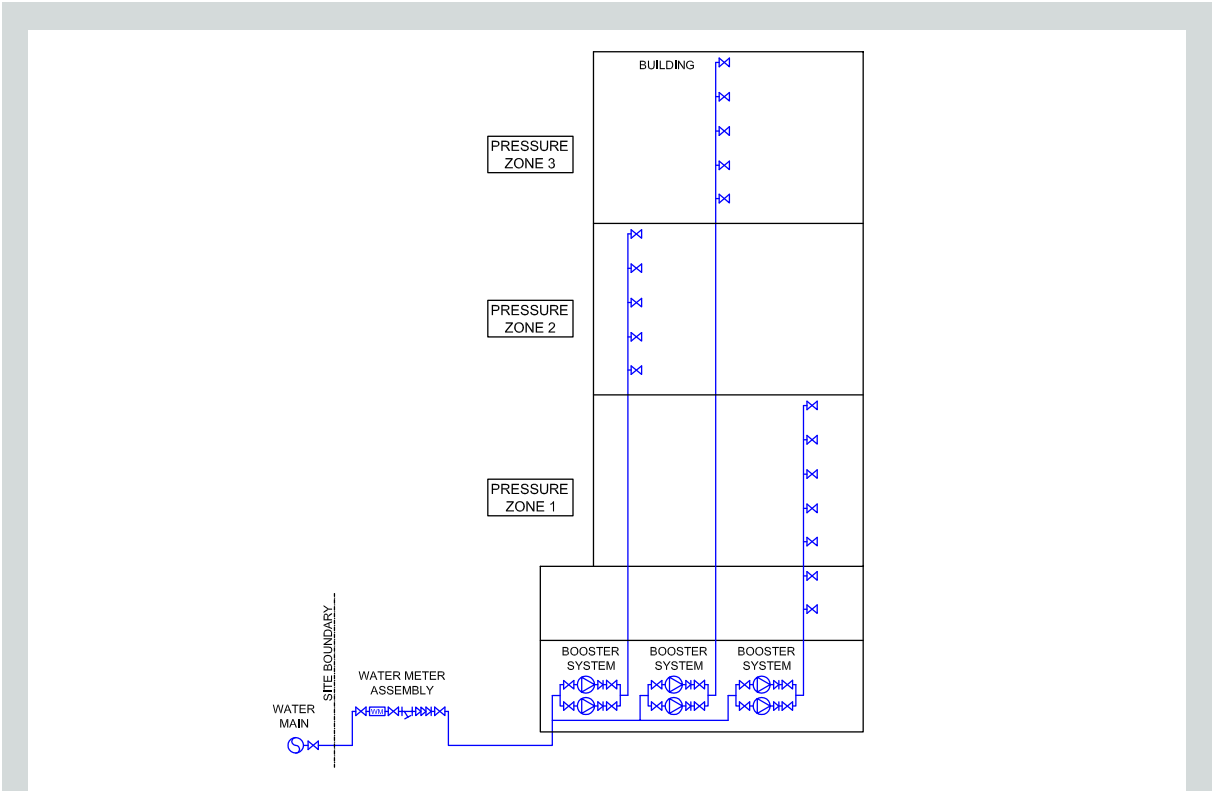 BUILDING
PRESSURE
ZONE 3
PRESSURE
ZONE 2
PRESSURE
ZONE 1
BOOSTER
SYSTEM
BOOSTER
SYSTEM
BOOSTER
SYSTEM
SITE BOUNDARY
WATER METER
ASSEMBLY
WM
WATER
MAIN